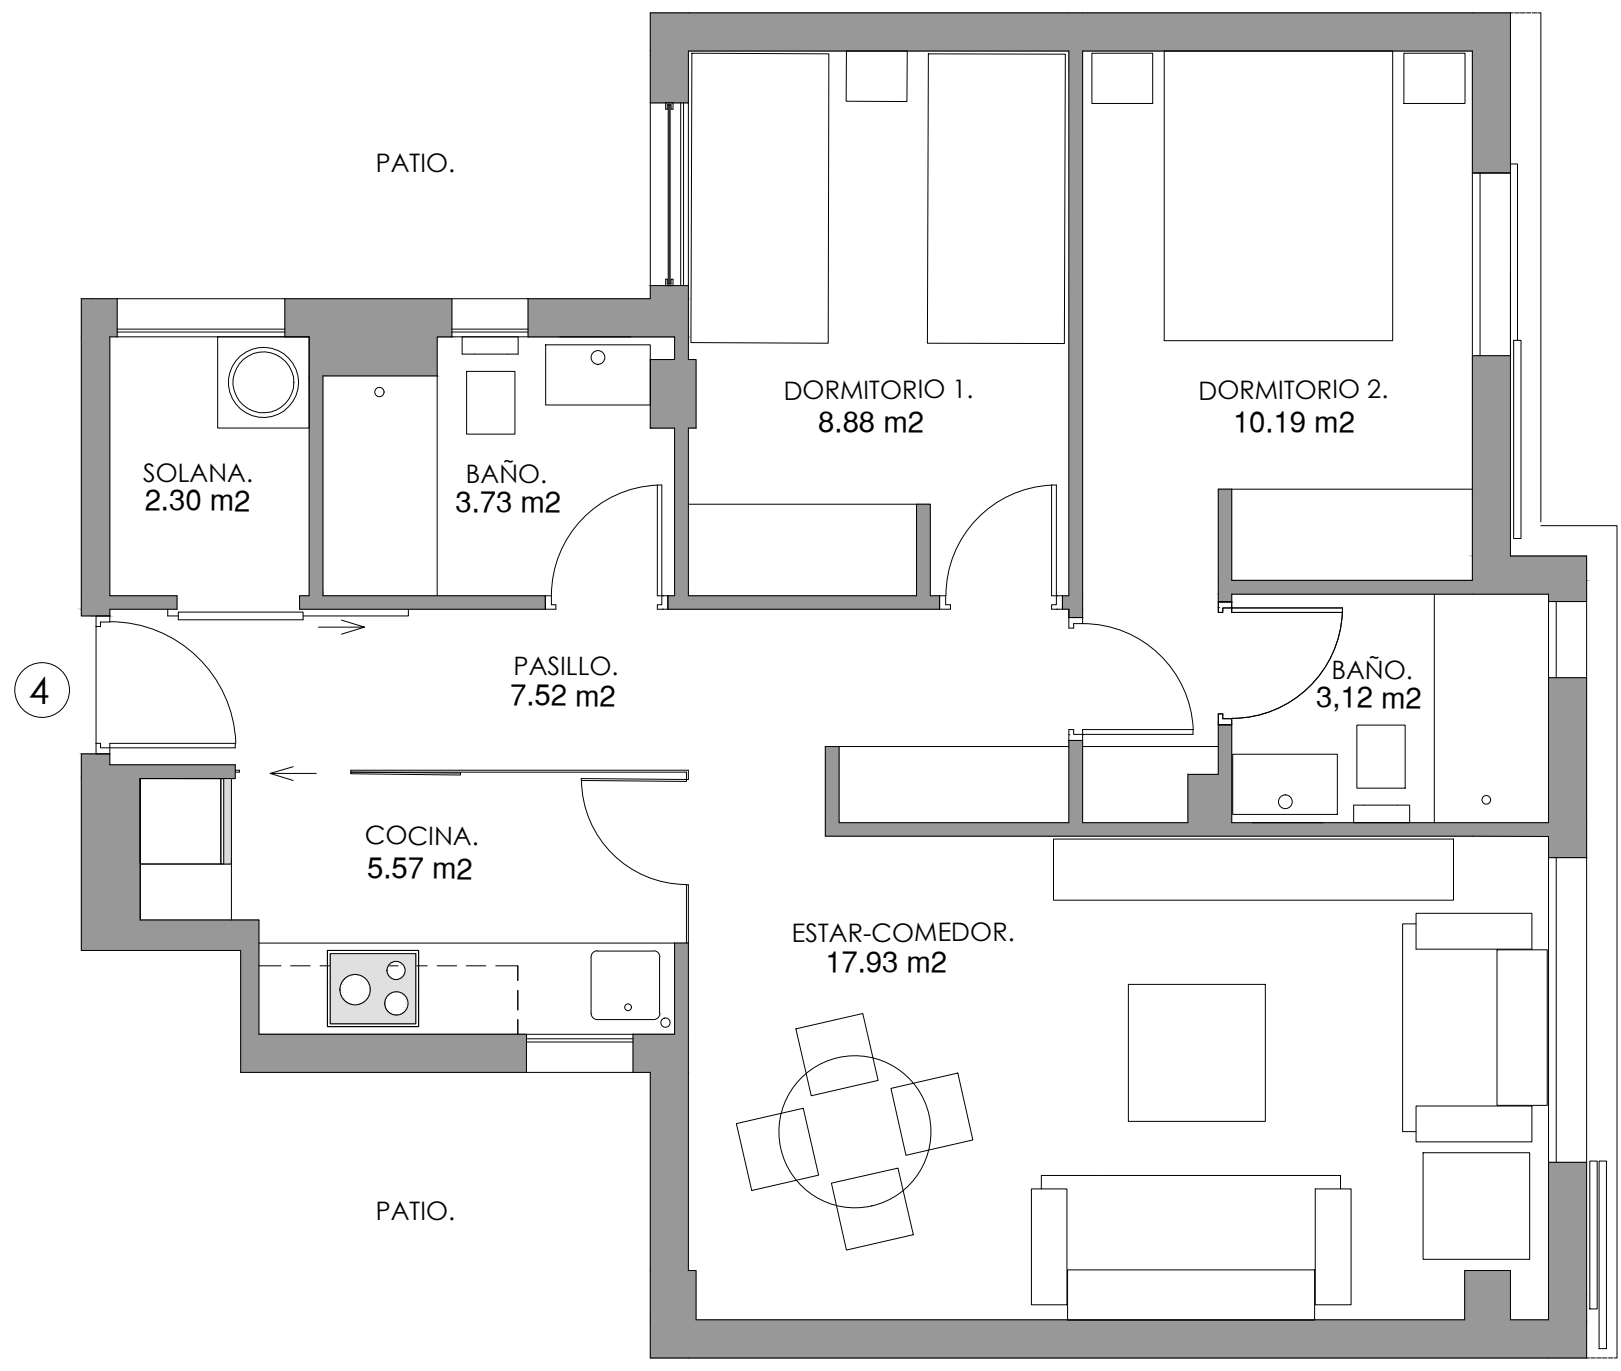 PATIO.
DORMITORIO 1.
8.88 m2
DORMITORIO 2.
10.19 m2
SOLANA.
2.30 m2
BAÑO.
3.73 m2
4
PASILLO.
7.52 m2
BAÑO.
3,12 m2
COCINA.
5.57 m2
ESTAR-COMEDOR.
17.93 m2
PATIO.